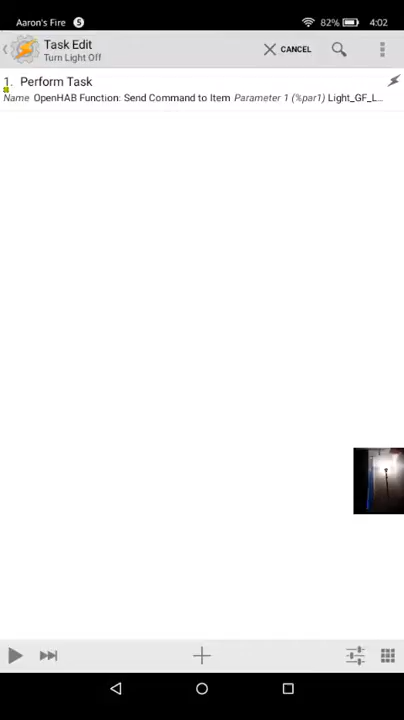 Aaron's Fire 5 82% 4:02
Task Edit
Turn Light Off
CANCEL
1. Perform Task
Name OpenHAB Function: Send Command to Item Parameter 1 (%par1) Light_GF_L...